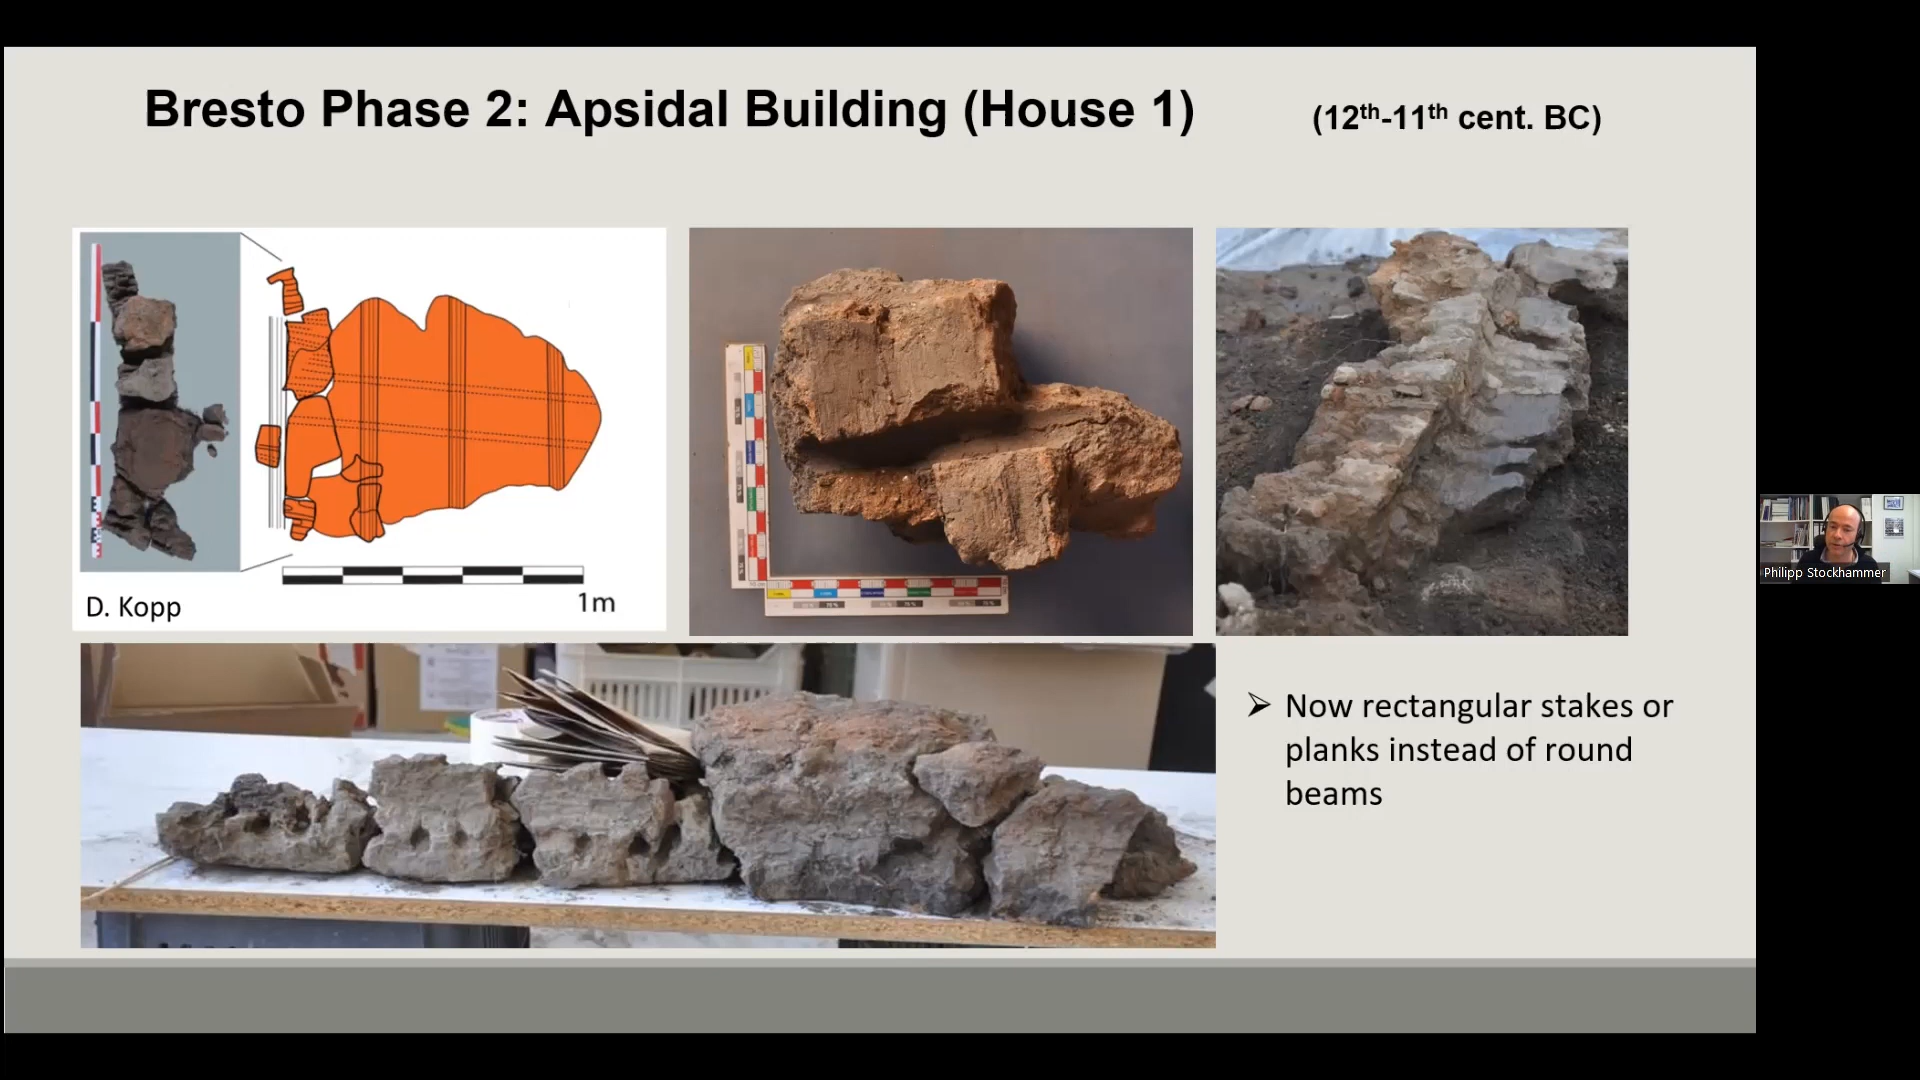 Bresto Phase 2: Apsidal Building (House 1)
(12th-11th cent. BC)
D. Kopp
1m
➢ Now rectangular stakes or
planks instead of round
beams
Philipp Stockhammer